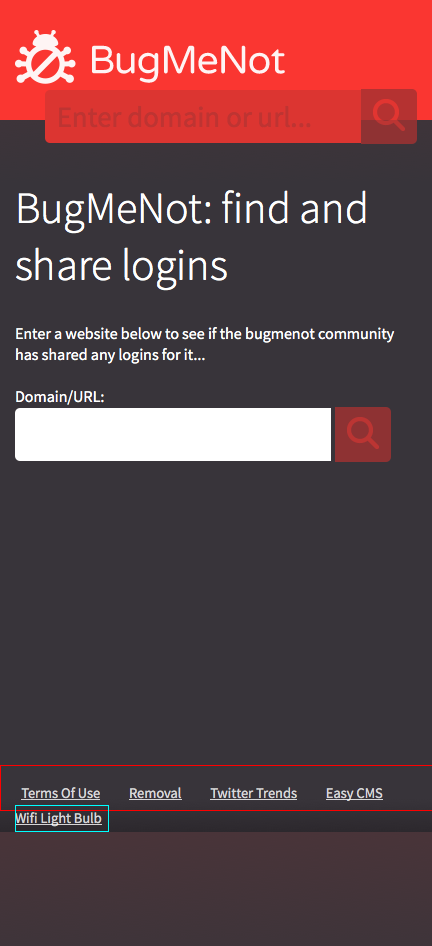 BugMeNot
Enter domain or url...
BugMeNot: find and
share logins
Enter a website below to see if the bugmenot community
has shared any logins for it...
Domain/URL:
Terms Of Use Removal Twitter Trends Easy CMS
Wifi Light Bulb